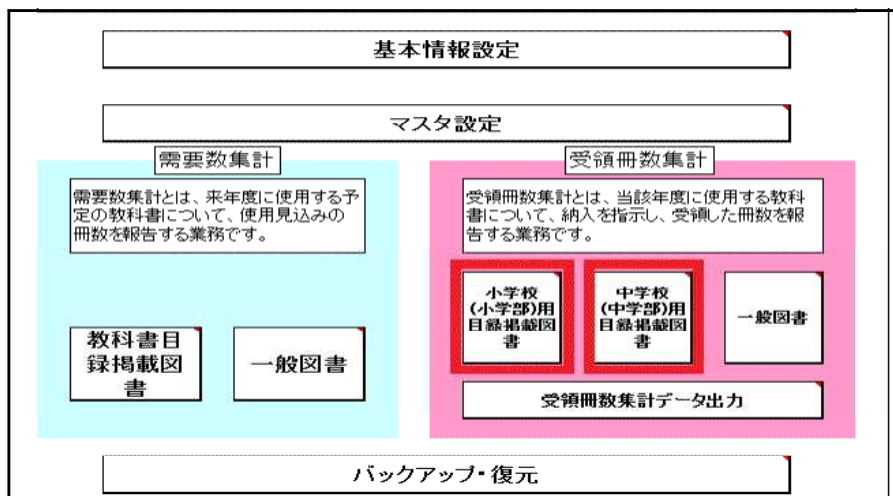 基本情報設定
マスタ設定
需要数集計
需要数集計とは、来年度に使用する予
定の教科書について、使用見込みの
冊数を報告する業務です。
教科書目
録掲載図
書
一般図書
受領冊数集計
受領冊数集計とは、当該年度に使用する教科
書について、納入を指示し、受領した冊数を報
告する業務です。
小学校
(小学部)用
目録掲載図
書
中学校
(中学部)用
目録掲載図
書
一般図書
受領冊数集計データ出力
バックアップ・復元